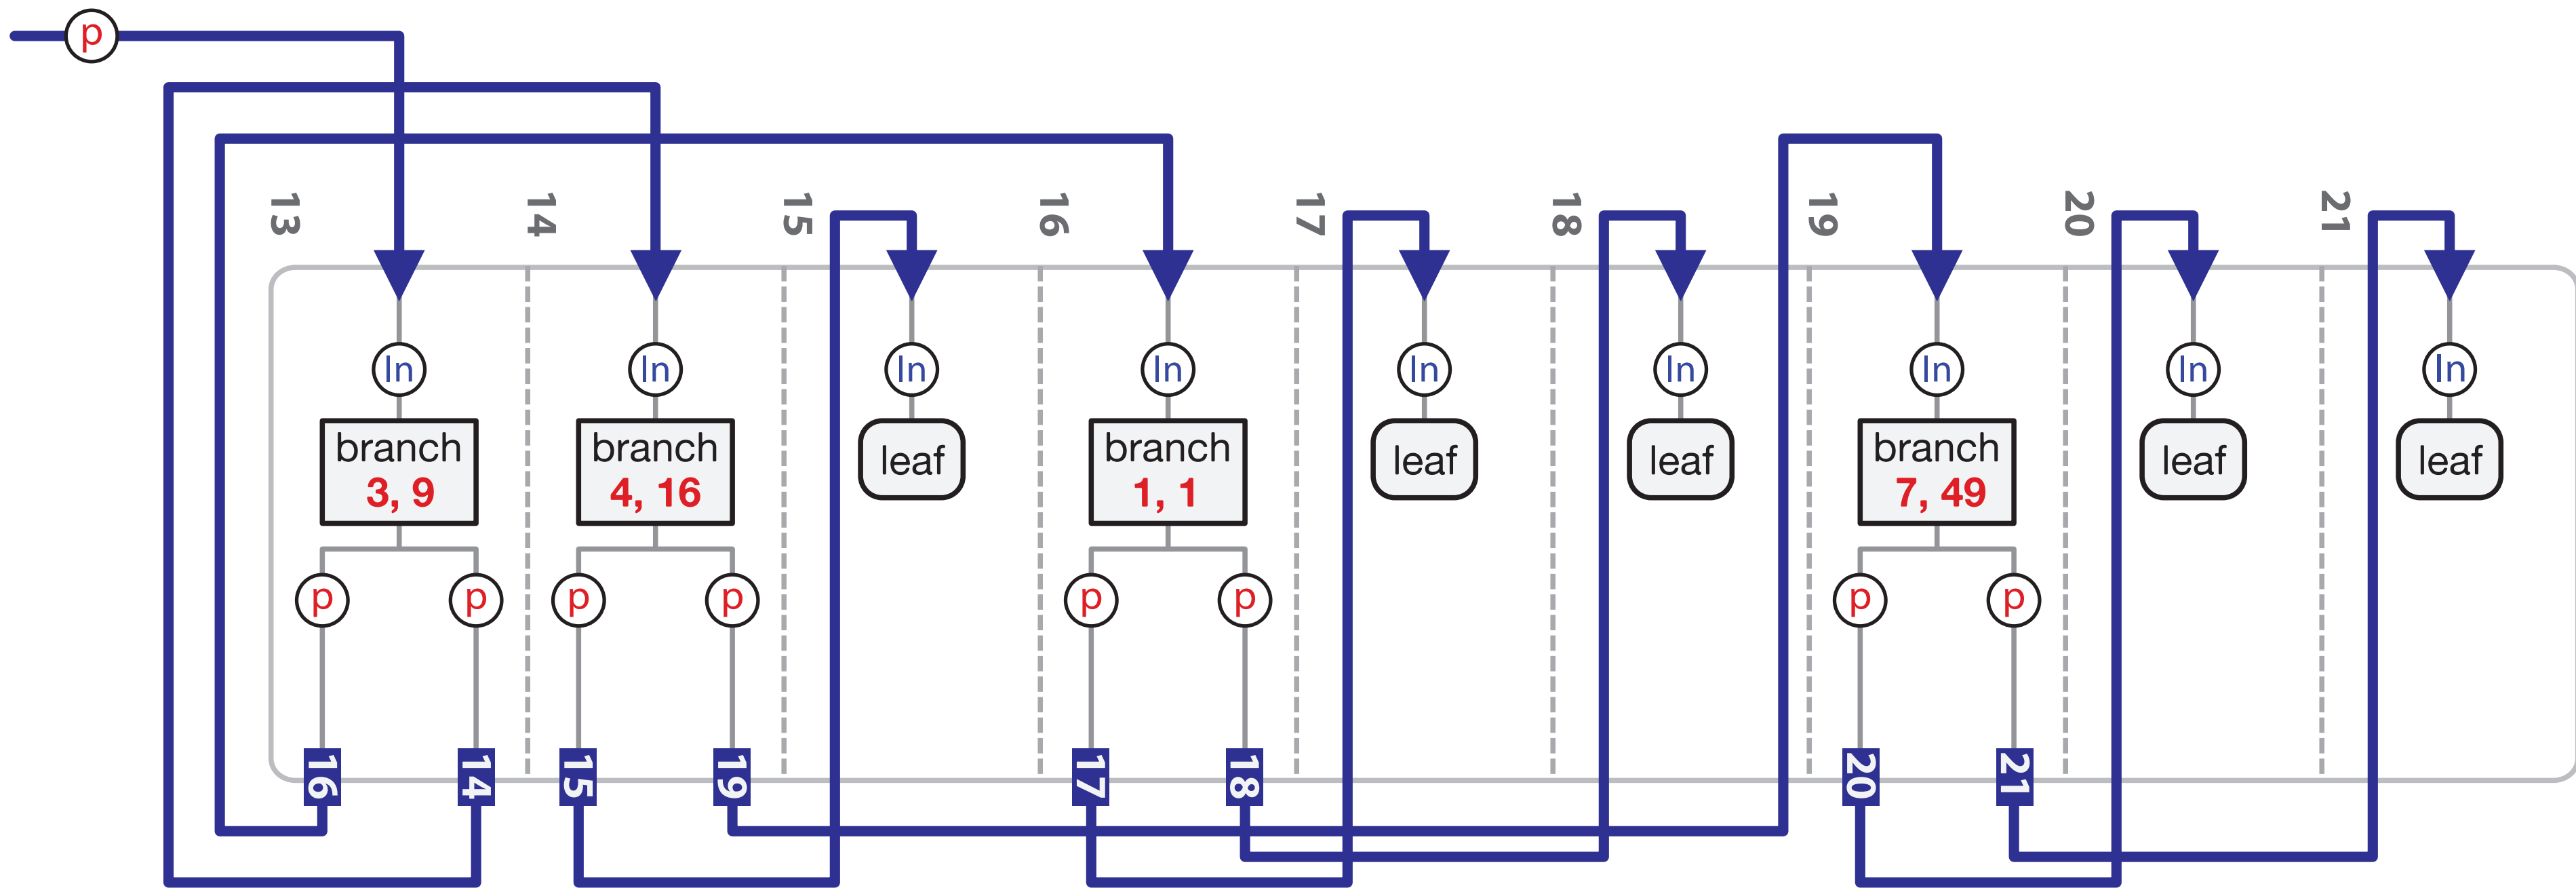 p
13 14 15 16 17 18 19 20 21
In In In In In In In In In
branch branch leaf branch leaf leaf branch leaf leaf
3, 9 4, 16 1, 1 7, 49
p p p p p p p p
16 14 15 19 17 18 20 21